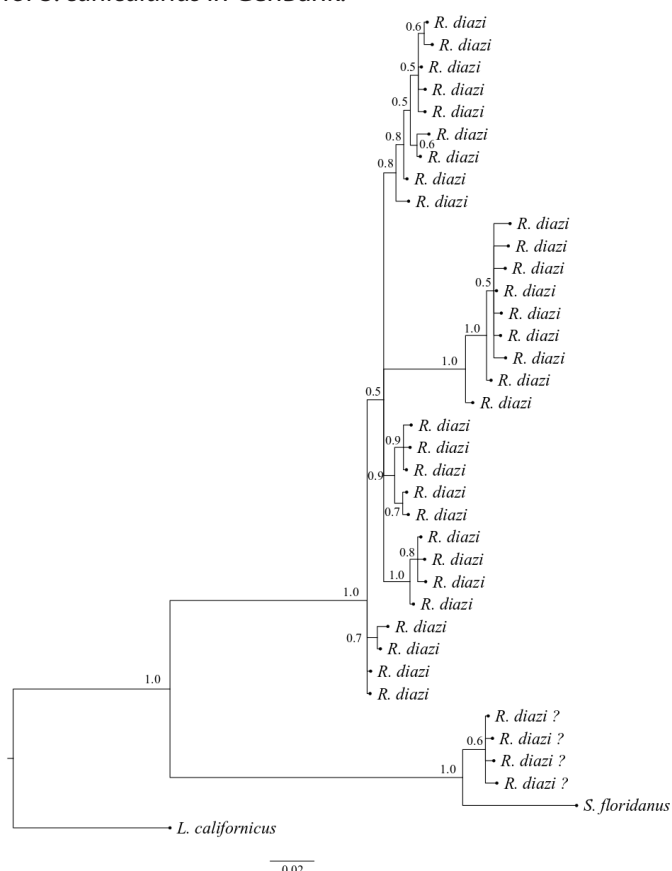 in GenBank.
0.6 R. diazi
R. diazi
0.5 R. diazi
R. diazi
0.5 R. diazi
0.8 R. diazi
0.6 R. diazi
0.8
R. diazi
R. diazi
R. diazi
R. diazi
R. diazi
0.5 R. diazi
R. diazi
1.0 R. diazi
1.0 R. diazi
R. diazi
0.5
R. diazi
R. diazi
0.9 R. diazi
R. diazi
0.9
R. diazi
0.7 R. diazi
R. diazi
0.8 R. diazi
1.0 R. diazi
1.0 R. diazi
R. diazi
0.7 R. diazi
R. diazi
1.0
R. diazi
R. diazi ?
0.6 R. diazi ?
R. diazi ?
1.0 R. diazi ?
S. floridanus
L. californicus
0.02